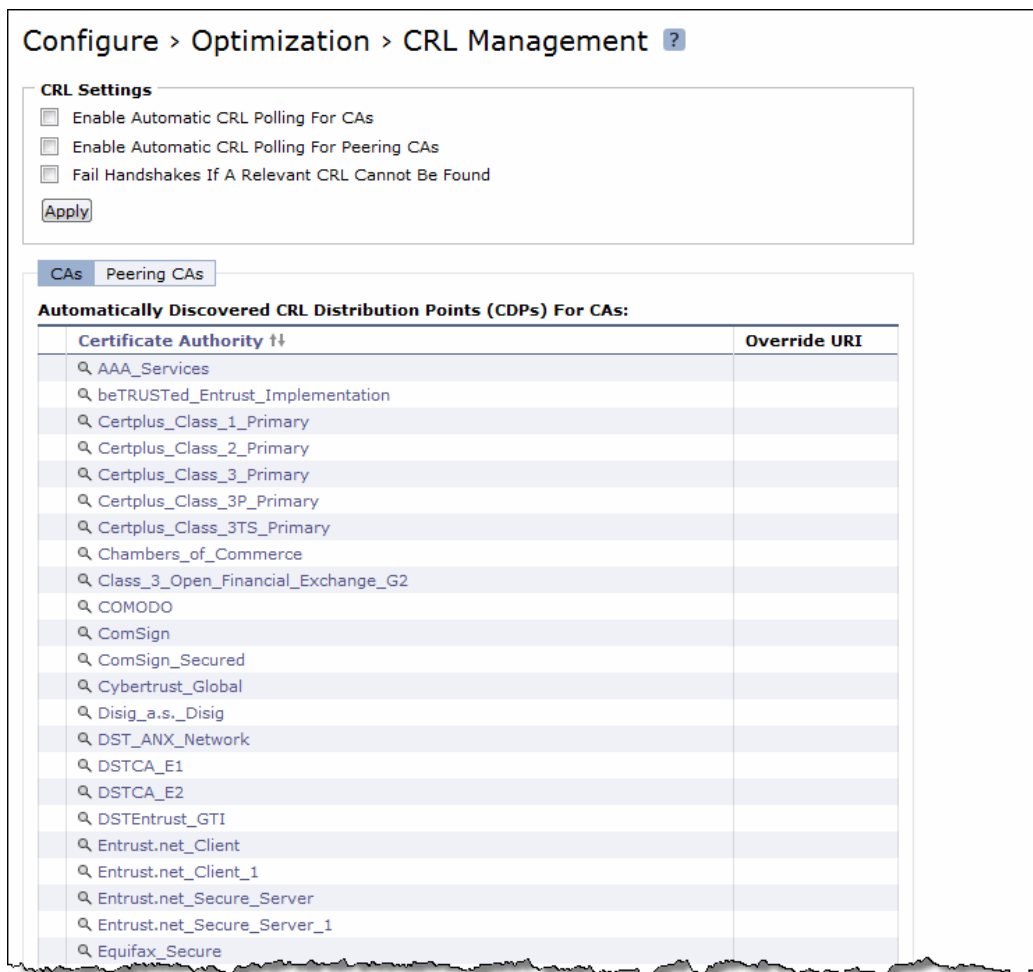 Configure › Optimization › CRL Management ?
CRL Settings
Enable Automatic CRL Polling For CAs
Enable Automatic CRL Polling For Peering CAs
Fail Handshakes If A Relevant CRL Cannot Be Found
Apply
CAs Peering CAs
Automatically Discovered CRL Distribution Points (CDPs) For CAs:
Certificate Authority Override URI
AAA_Services
beTRUSTed_Entrust_Implementation
Certplus_Class_1_Primary
Certplus_Class_2_Primary
Certplus_Class_3_Primary
Certplus_Class_3P_Primary
Certplus_Class_3TS_Primary
Chambers_of_Commerce
Class_3_Open_Financial_Exchange_G2
COMODO
ComSign
ComSign_Secured
Cybertrust_Global
Disig_a.s._Disig
DST_ANX_Network
DSTCA_E1
DSTCA_E2
DSTEntrust_GTI
Entrust.net_Client
Entrust.net_Client_1
Entrust.net_Secure_Server
Entrust.net_Secure_Server_1
Equifax_Secure